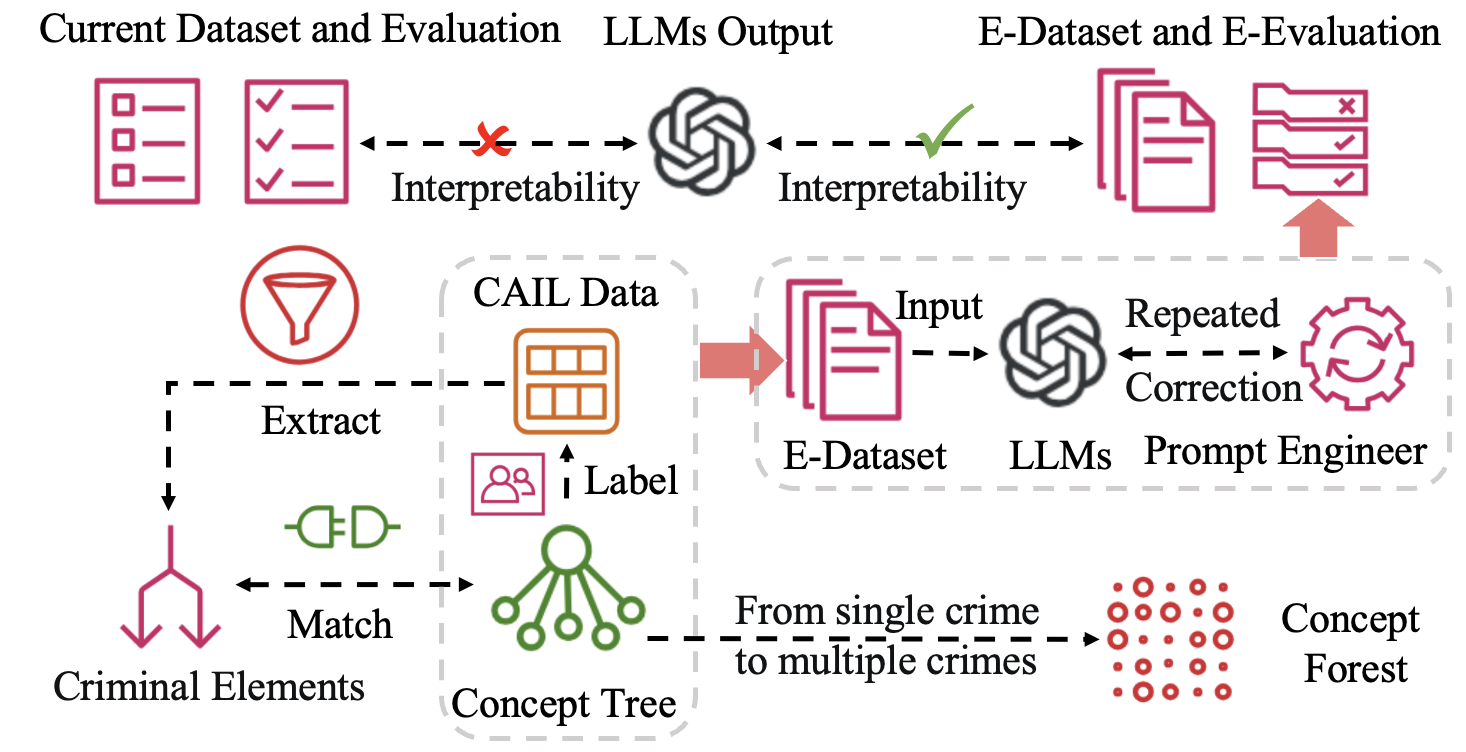 Current Dataset and Evaluation
LLMs Output
E-Dataset and E-Evaluation
Interpretability
Interpretability
CAIL Data
Input
Repeated
Correction
Extract
E-Dataset
LLMs
Prompt Engineer
Label
Match
From single crime
to multiple crimes
Concept
Forest
Criminal Elements
Concept Tree